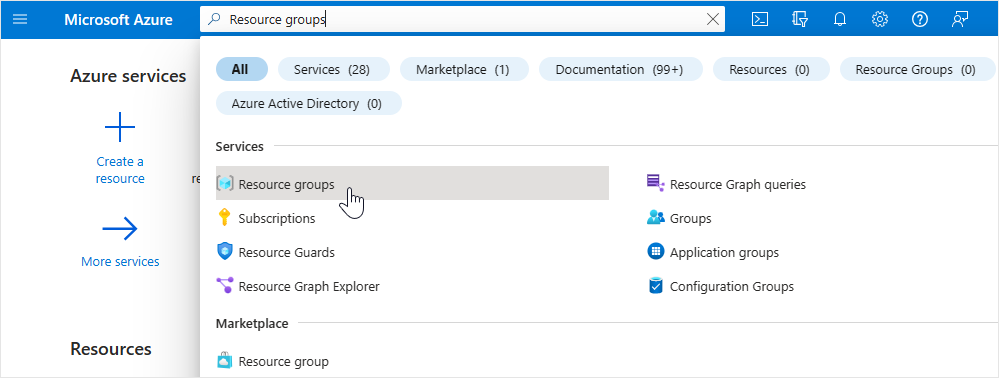 Microsoft Azure
Resource groups
All
Services (28)
Marketplace (1)
Documentation (99+)
Resources (0)
Resource Groups (0)
Azure Active Directory (0)
Azure services
Create a
resource
re
More services
Resources
Services
Resource groups
Subscriptions
Resource Guards
Resource Graph Explorer
Resource Graph queries
Groups
Application groups
Configuration Groups
Marketplace
Resource group